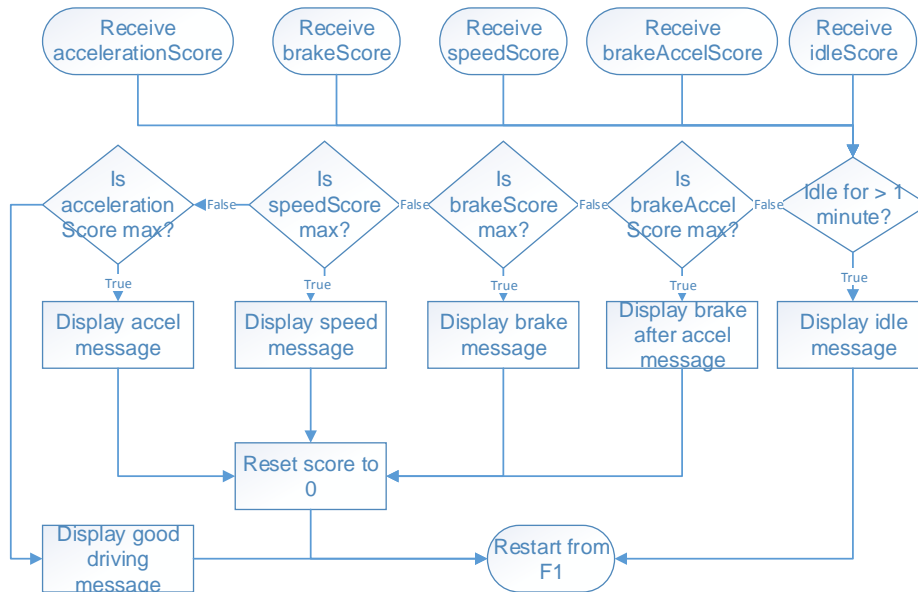 Receive
accelerationScore
Receive
brakeScore
Receive
speedScore
Receive
brakeAccelScore
Receive
idleScore
Is
acceleration
Score max?
False
Is
speedScore
max?
False
Is
brakeScore
max?
False
Is
brakeAccel
Score max?
False
Idle for > 1
minute?
True
True
True
True
True
Display accel
message
Display speed
message
Display brake
message
Display brake
after accel
message
Display idle
message
Reset score to
0
Display good
driving
message
Restart from
F1